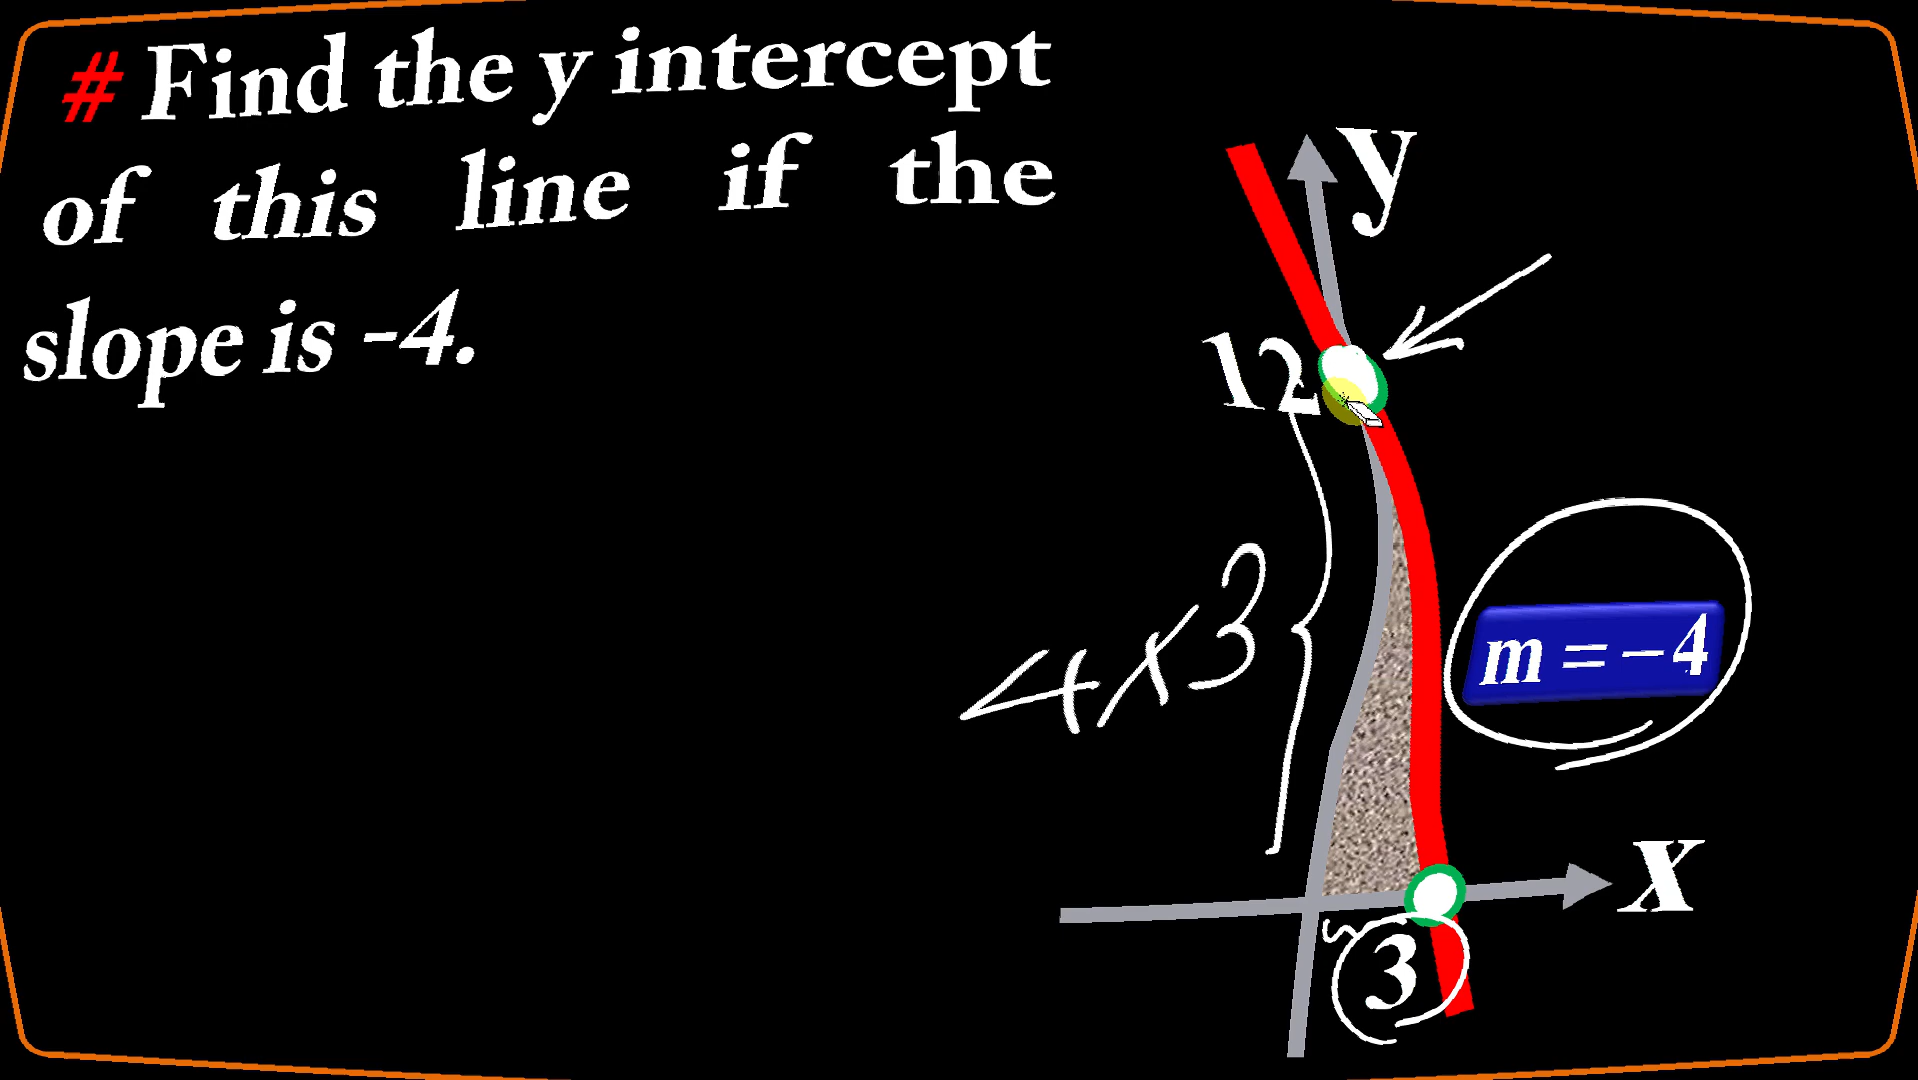 # Find the y intercept
of this line if the
slope is -4.
y
12
4x3
m = -4
x
3